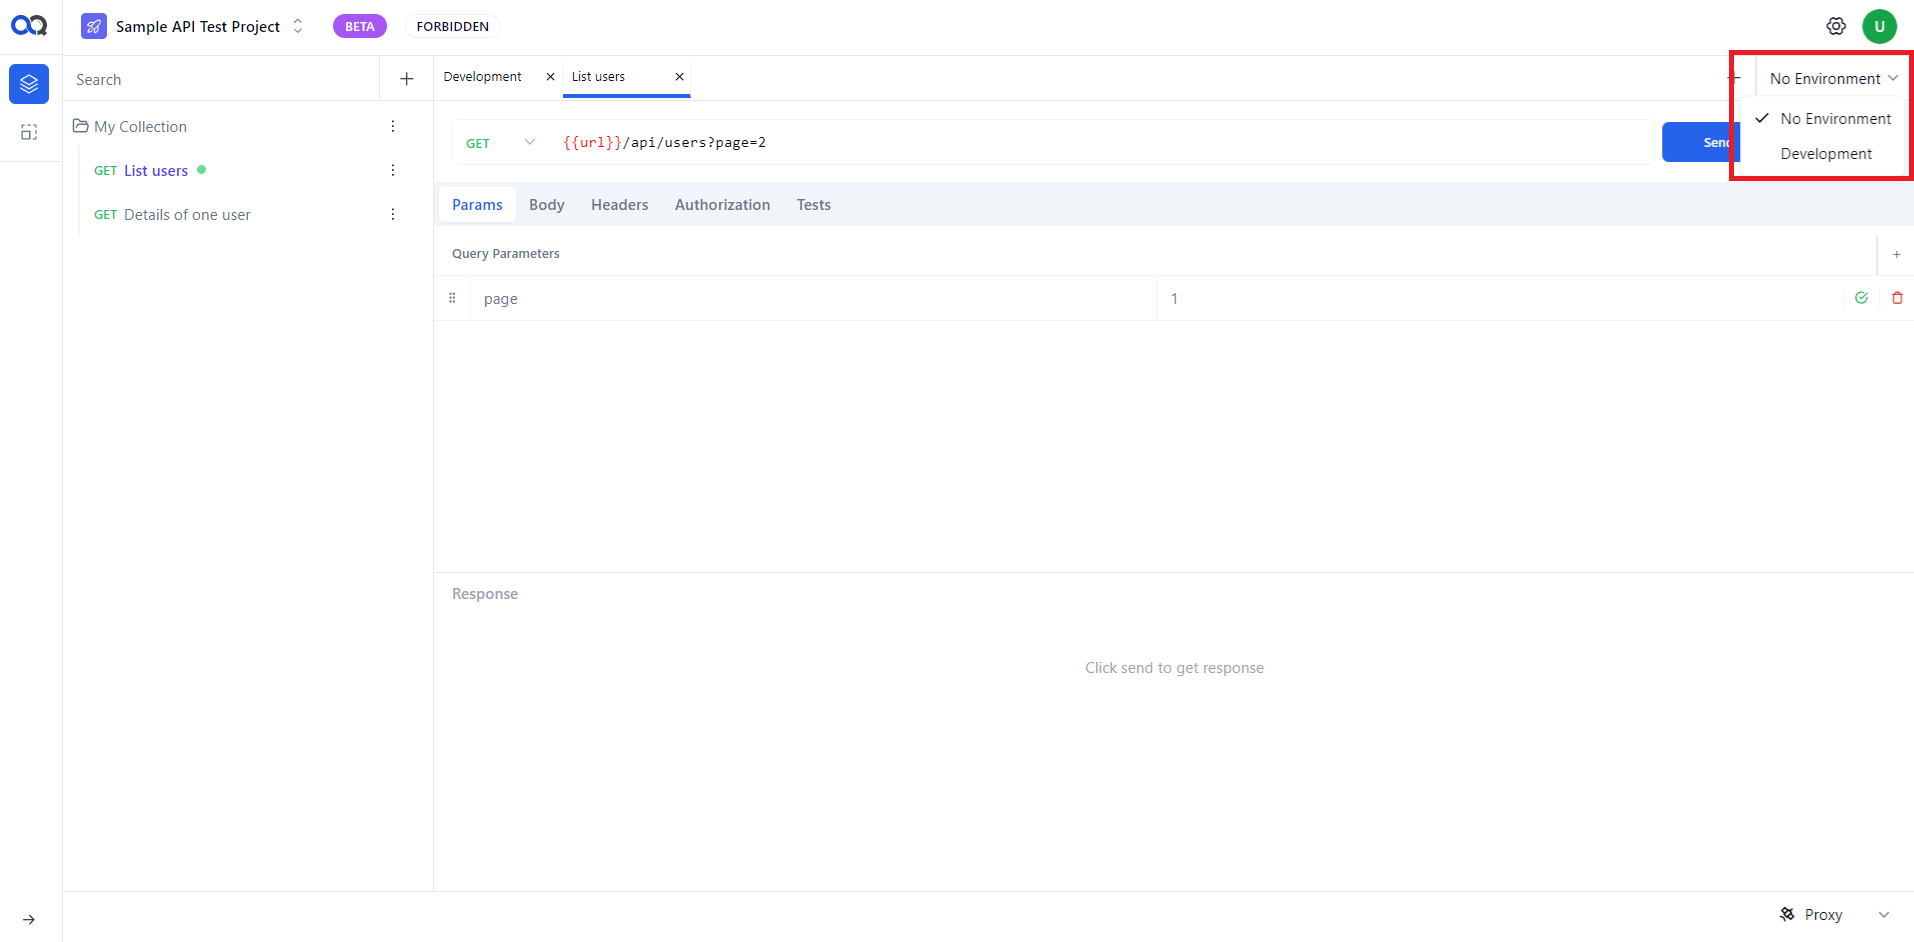 Sample API Test Project
BETA
FORBIDDEN
U
Search
Development
List users
No Environment
No Environment
Development
My Collection
GET List users
GET Details of one user
GET
{{url}}/api/users?page=2
Send
Params
Body
Headers
Authorization
Tests
Query Parameters
page
1
Response
Click send to get response
Proxy